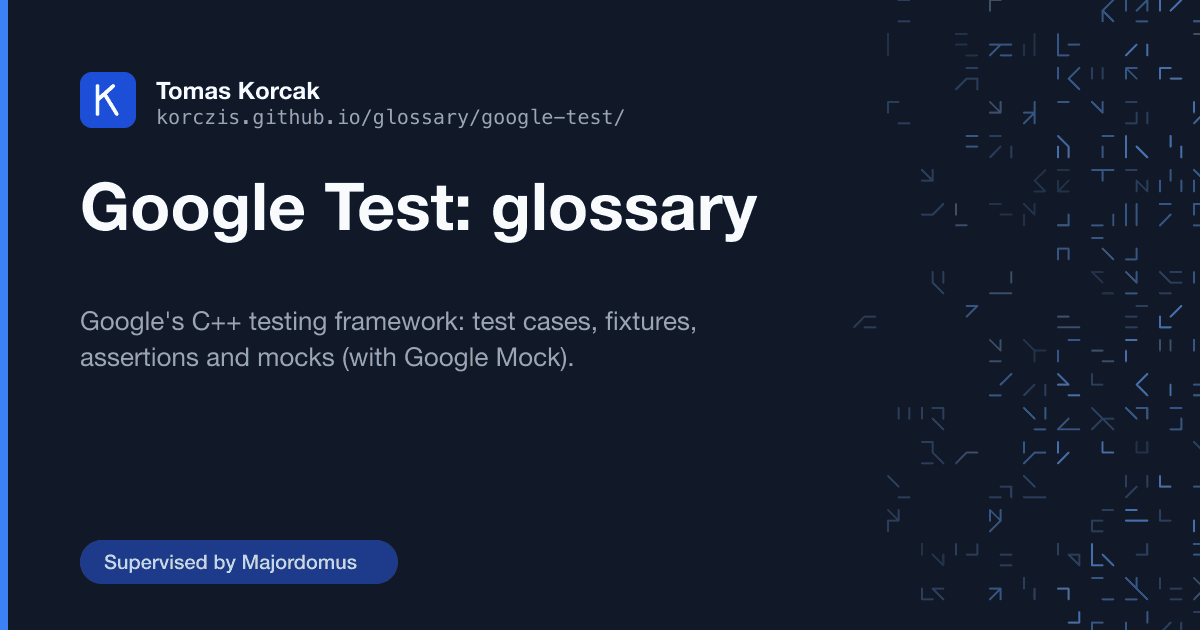 K
Tomas Korcak
korczis.github.io/glossary/google-test/
Google Test: glossary
Google's C++ testing framework: test cases, fixtures,
assertions and mocks (with Google Mock).
Supervised by Majordomus